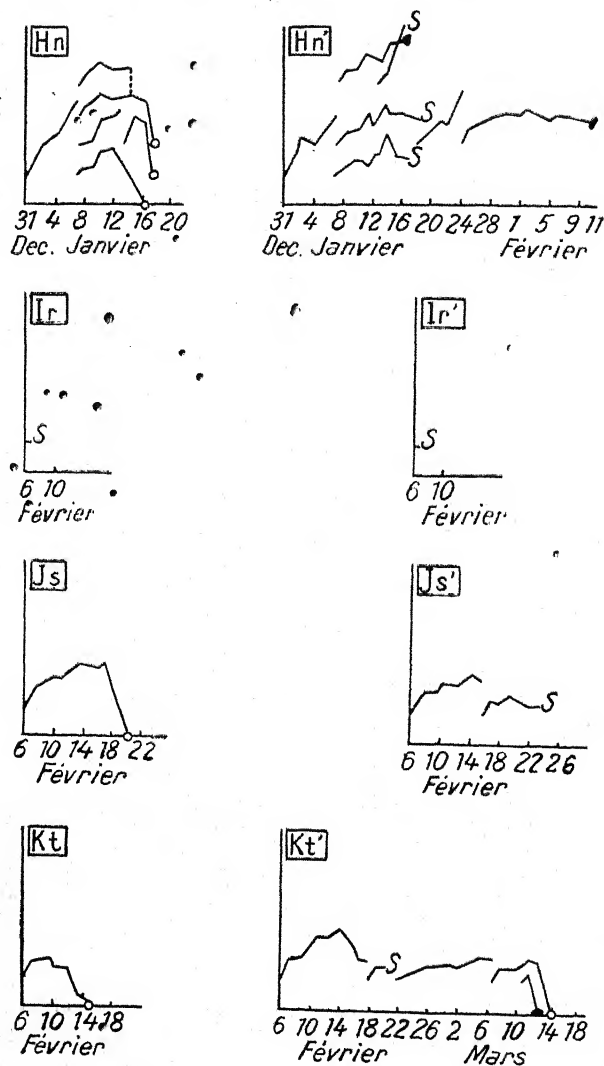 Hn Hn'
S
S
S
31 4 8 12 16 20 31 4 8 12 16 20 24 28 1 5 9 11
Dec. Janvier Dec. Janvier Février
Ir Ir'
S S
6 10 6 10
Février Février
Js Js'
S
6 10 14 18 22 6 10 14 18 22 26
Février Février
Kt Kt'
S
6 10 14 18 6 10 14 18 22 26 2 6 10 14 18
Février Février Mars